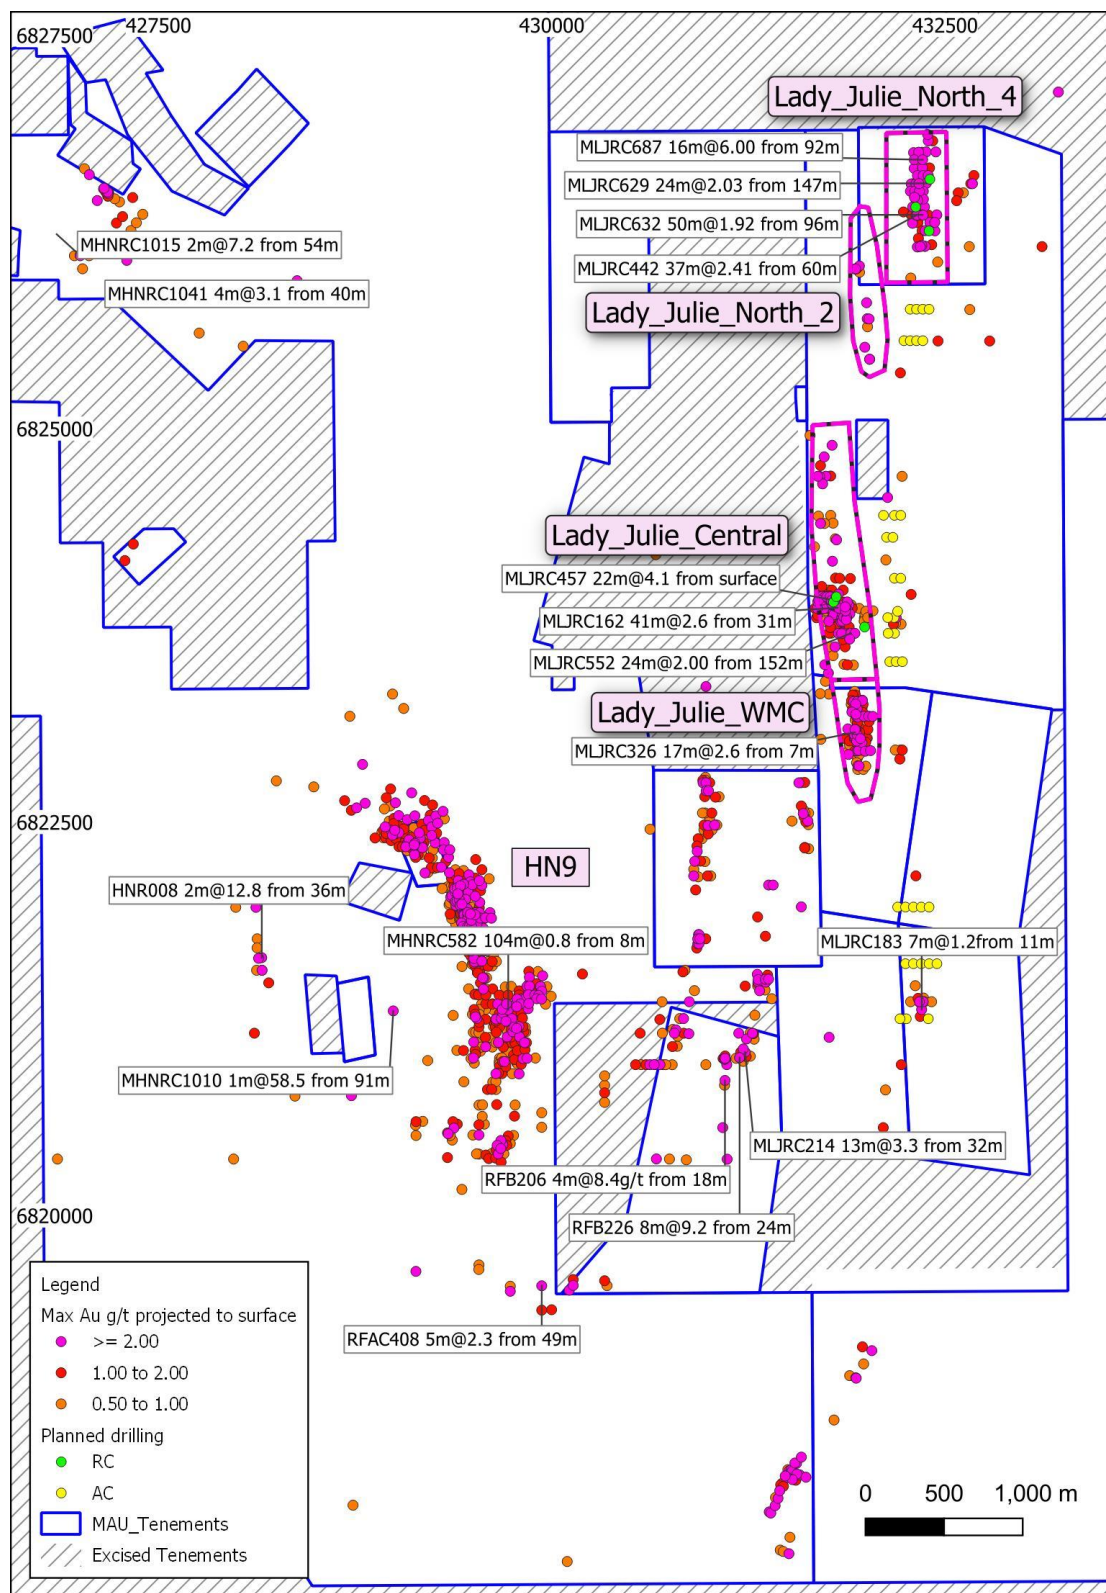 427500
430000
432500
6827500
Lady_Julie_North_4
MLJRC687 16m@6.00 from 92m
MLJRC629 24m@2.03 from 147m
MLJRC632 50m@1.92 from 96m
MHNRC1015 2m@7.2 from 54m
MLJRC442 37m@2.41 from 60m
MHNRC1041 4m@3.1 from 40m
Lady_Julie_North_2
6825000
Lady_Julie_Central
MLJRC457 22m@4.1 from surface
MLJRC162 41m@2.6 from 31m
MLJRC552 24m@2.00 from 152m
Lady_Julie_WMC
MLJRC326 17m@2.6 from 7m
6822500
HN9
HNR008 2m@12.8 from 36m
MHNRC582 104m@0.8 from 8m
MLJRC183 7m@1.2from 11m
MHNRC1010 1m@58.5 from 91m
MLJRC214 13m@3.3 from 32m
RFB206 4m@8.4g/t from 18m
6820000
RFB226 8m@9.2 from 24m
RFAC408 5m@2.3 from 49m
Legend
Max Au g/t projected to surface
>= 2.00
1.00 to 2.00
0.50 to 1.00
Planned drilling
RC
AC
MAU_Tenements
Excised Tenements
0 500 1,000 m